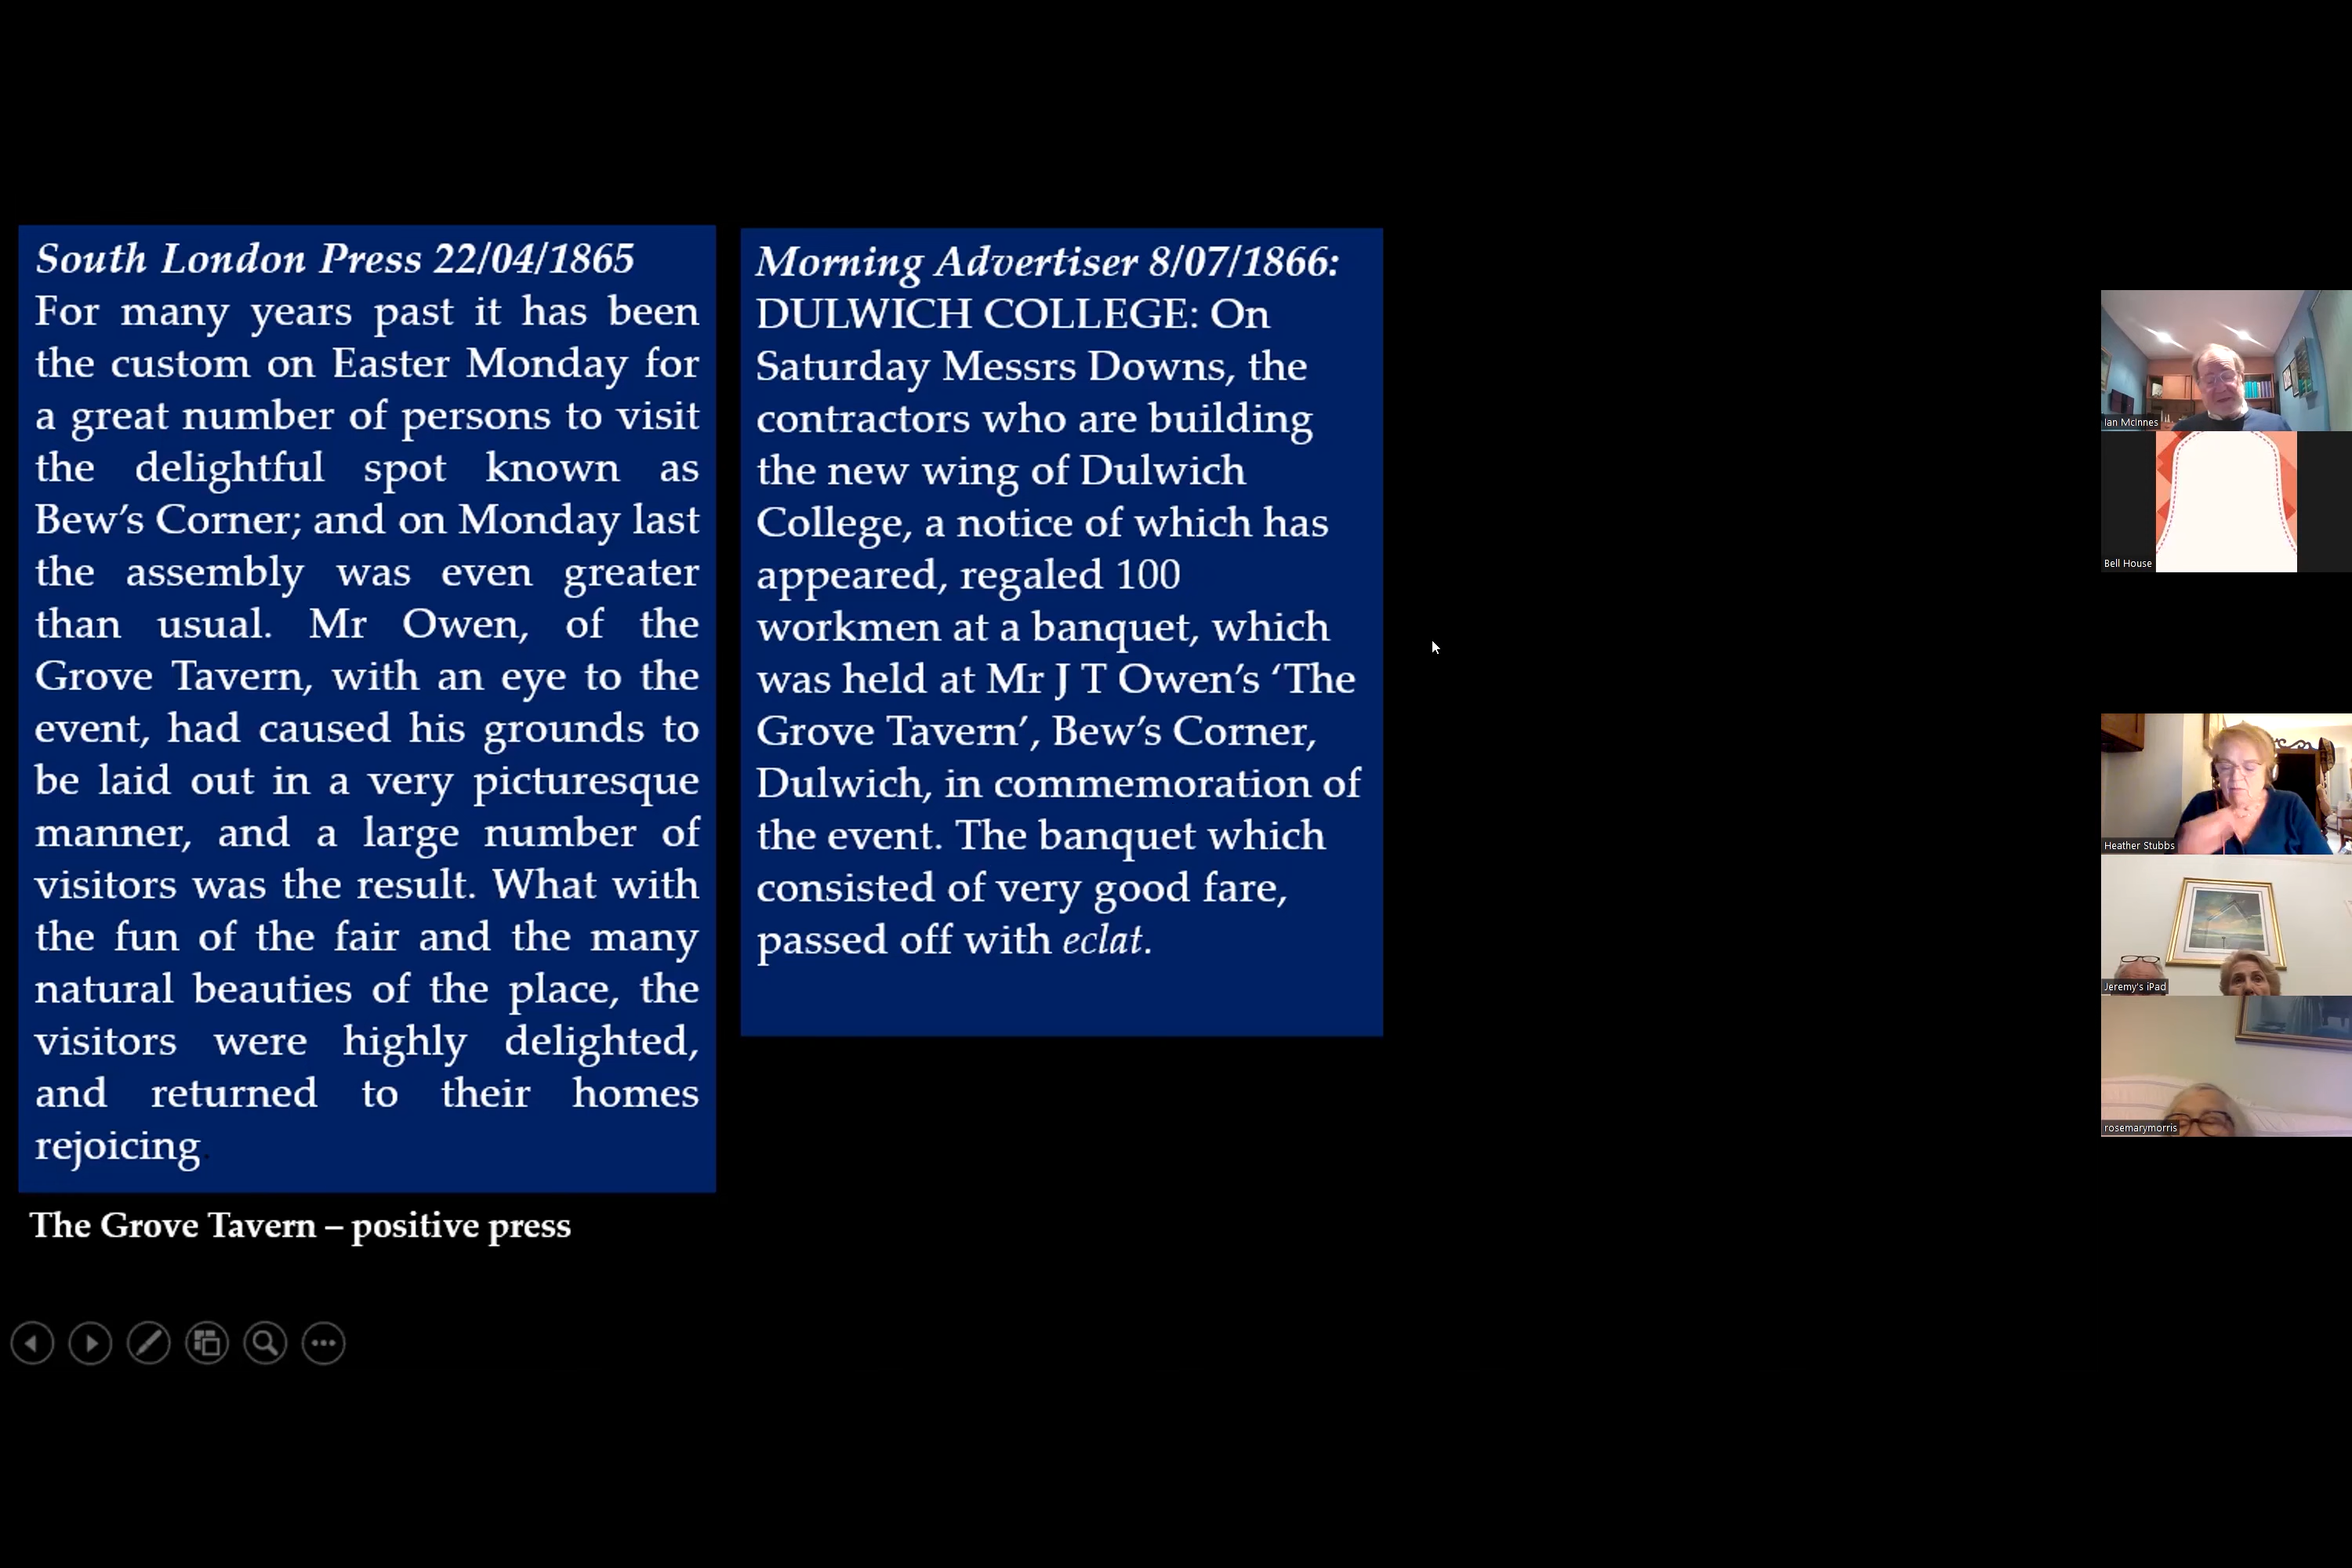 South London Press 22/04/1865
For many years past it has been
the custom on Easter Monday for
a great number of persons to visit
the delightful spot known as
Bew’s Corner; and on Monday last
the assembly was even greater
than usual. Mr Owen, of the
Grove Tavern, with an eye to the
event, had caused his grounds to
be laid out in a very picturesque
manner, and a large number of
visitors was the result. What with
the fun of the fair and the many
natural beauties of the place, the
visitors were highly delighted,
and returned to their homes
rejoicing.
The Grove Tavern – positive press
Morning Advertiser 8/07/1866:
DULWICH COLLEGE: On
Saturday Messrs Downs, the
contractors who are building
the new wing of Dulwich
College, a notice of which has
appeared, regaled 100
workmen at a banquet, which
was held at Mr J T Owen’s ‘The
Grove Tavern’, Bew’s Corner,
Dulwich, in commemoration of
the event. The banquet which
consisted of very good fare,
passed off with eclat.
Ian McInnes
Bell House
Heather Stubbs
Jeremy's iPad
rosemarymorris